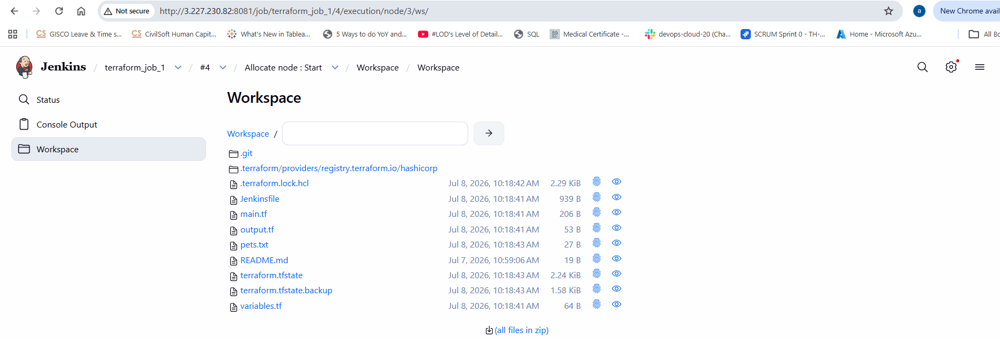 Not secure http://3.227.230.82:8081/job/terraform_job_1/4/execution/node/3/ws/ a New Chrome avail
CS GISCO Leave & Time s... CS CivilSoft Human Capit... What's New in Tablea... 5 Ways to do YoY and... #LOD's Level of Detail... SQL Medical Certificate -... devops-cloud-20 (Cha... SCRUM Sprint 0 - TH-... Home - Microsoft Azu... All Bo
Jenkins / terraform_job_1 / #4 / Allocate node : Start / Workspace / Workspace
Status
Console Output
Workspace
Workspace
Workspace /
.git
.terraform/providers/registry.terraform.io/hashicorp
.terraform.lock.hcl Jul 8, 2026, 10:18:42 AM 2.29 KiB
Jenkinsfile Jul 8, 2026, 10:18:41 AM 939 B
main.tf Jul 8, 2026, 10:18:41 AM 206 B
output.tf Jul 8, 2026, 10:18:41 AM 53 B
pets.txt Jul 8, 2026, 10:18:43 AM 27 B
README.md Jul 7, 2026, 10:59:06 AM 19 B
terraform.tfstate Jul 8, 2026, 10:18:43 AM 2.24 KiB
terraform.tfstate.backup Jul 8, 2026, 10:18:43 AM 1.58 KiB
variables.tf Jul 8, 2026, 10:18:41 AM 64 B
(all files in zip)